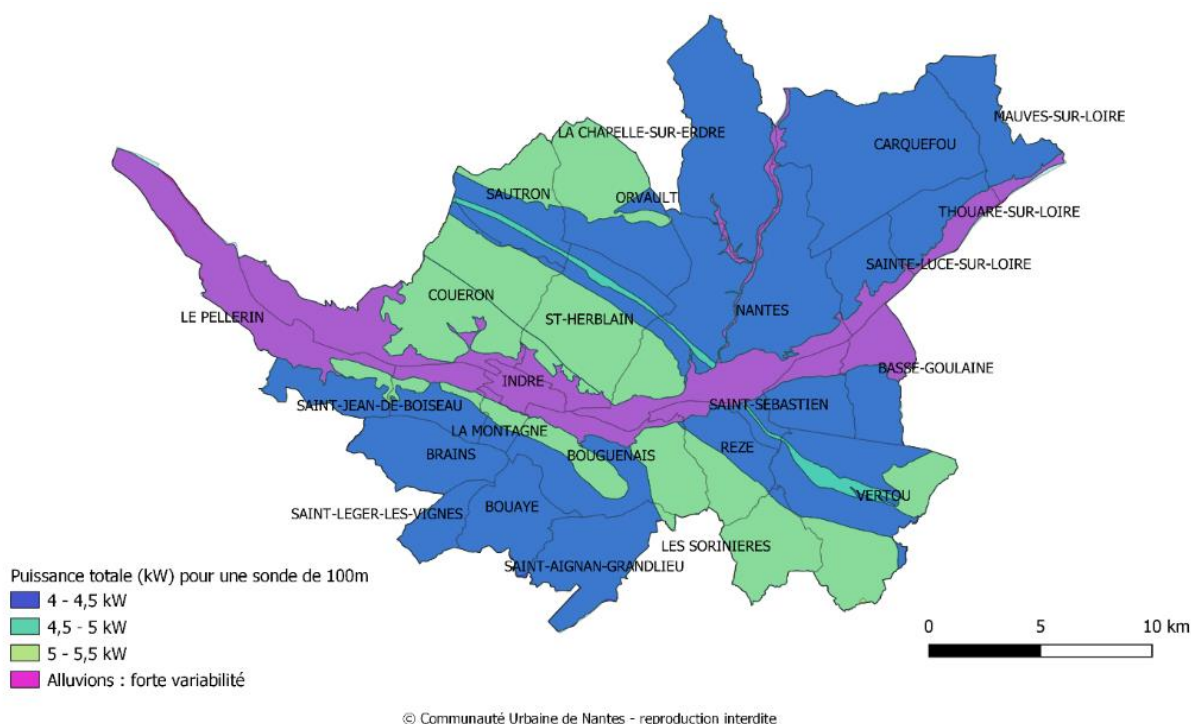 MAUVES-SUR-LOIRE
LA CHAPELLE-SUR-ERDRE
CARQUEFOU
SAUTRON
ORVAULT
THOUARE-SUR-LOIRE
SAINTE-LUCE-SUR-LOIRE
COUERON
NANTES
LE PELLERIN
ST-HERBLAIN
BASSE-GOULAINE
INDRE
SAINT-JEAN-DE-BOISEAU
SAINT-SEBASTIEN
LA MONTAGNE
REZE
BRAINS
BOUGUENAIS
VERTOU
SAINT-LEGER-LES-VIGNES
BOUAYE
LES SORINIERES
SAINT-AIGNAN-GRANDLIEU
Puissance totale (kW) pour une sonde de 100m
4 - 4,5 kW
4,5 - 5 kW
5 - 5,5 kW
Alluvions : forte variabilité
0 5 10 km
© Communauté Urbaine de Nantes - reproduction interdite